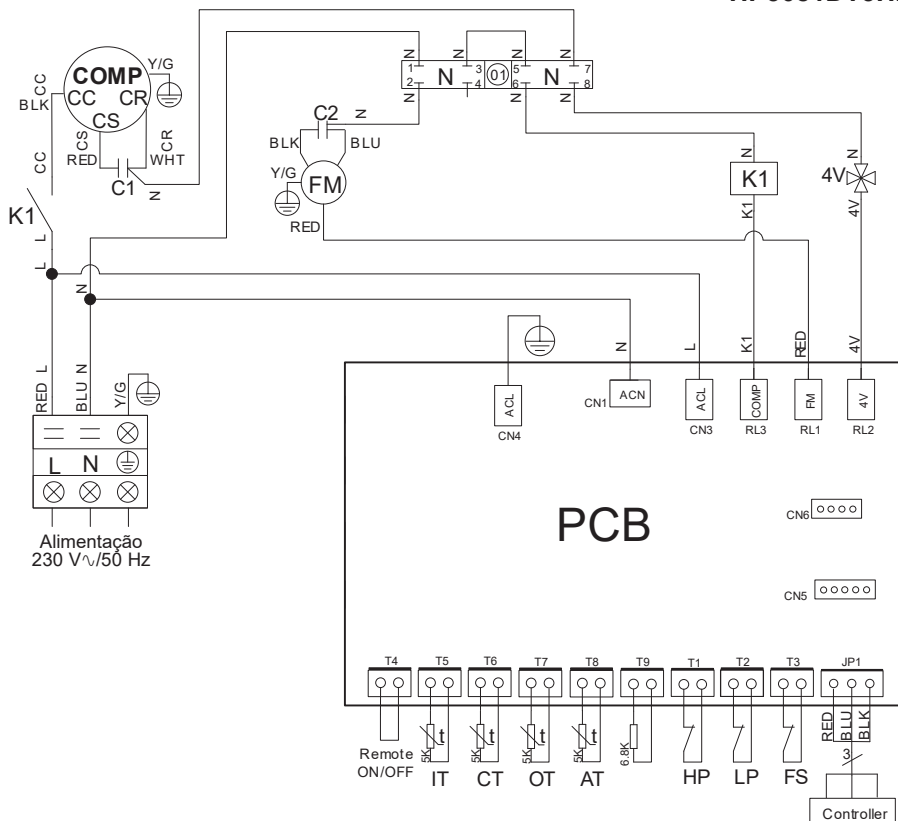 COMP
CC
CR
CS
Y/G
CC
BLK
CS
RED
CR
WHT
C1
N
CC
K1
L
L
N
RED L
BLU N
Y/G
L
N
Alimentação
230 V∿/50 Hz
N
N
N
N
1
3
5
7
N
01
N
2
4
6
8
N
N
N
C2
N
BLK
BLU
Y/G
FM
RED
N
K1
K1
N
4V
4V
N
L
K1
RED
4V
ACL
CN4
CN1
ACN
ACL
CN3
COMP
RL3
FM
RL1
4V
RL2
PCB
CN6
CN5
T4
T5
T6
T7
T8
T9
T1
T2
T3
JP1
Remote
ON/OFF
5K
t
IT
5K
t
CT
5K
t
OT
5K
t
AT
6.8K
HP
LP
FS
RED
BLU
BLK
3
Controller